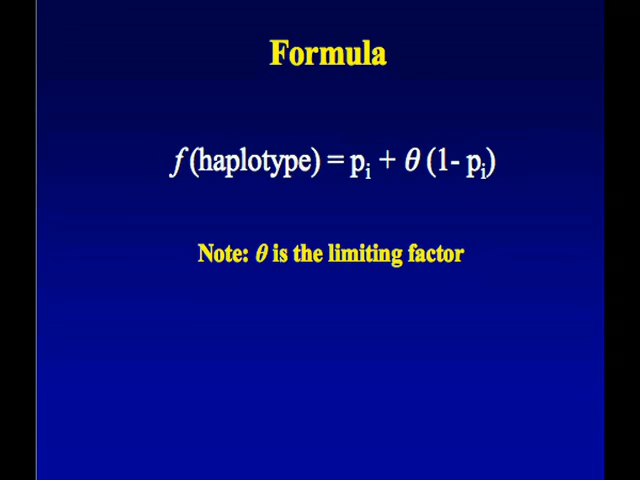 Formula
f (haplotype) = pᵢ + θ (1- pᵢ)
Note: θ is the limiting factor